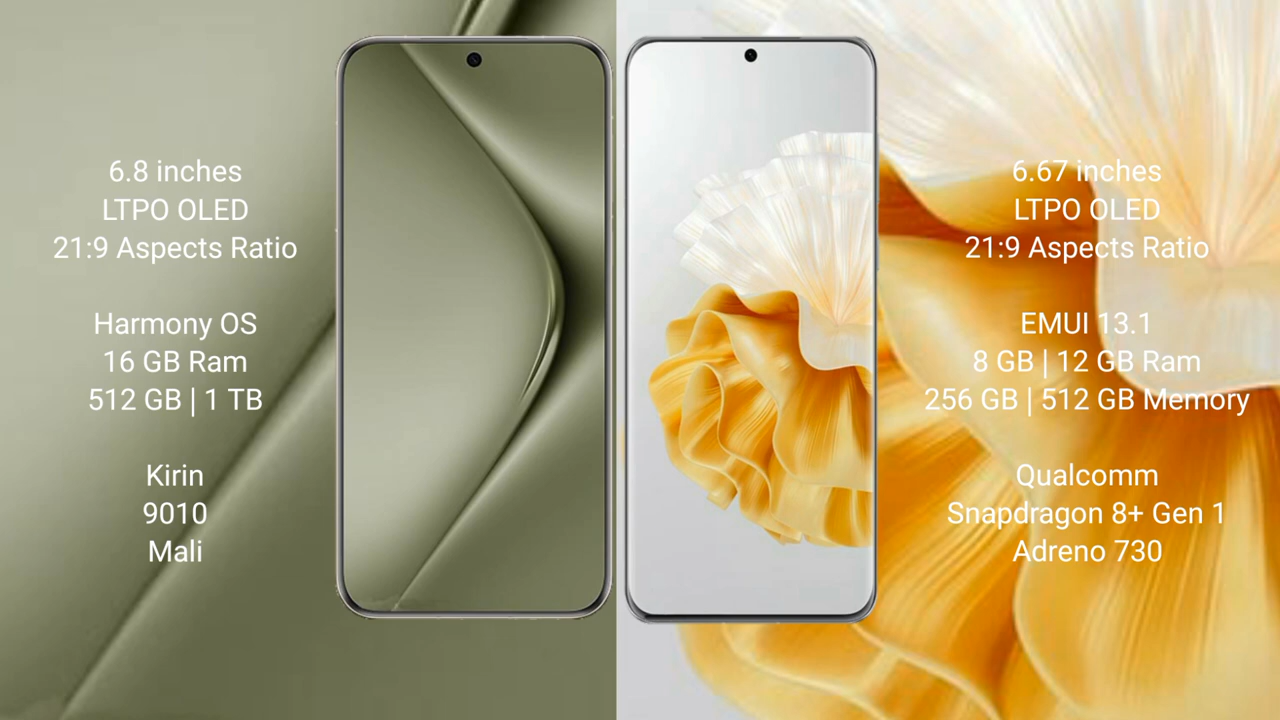 6.8 inches
LTPO OLED
21:9 Aspects Ratio
Harmony OS
16 GB Ram
512 GB | 1 TB
Kirin
9010
Mali
6.67 inches
LTPO OLED
21:9 Aspects Ratio
EMUI 13.1
8 GB | 12 GB Ram
256 GB | 512 GB Memory
Qualcomm
Snapdragon 8+ Gen 1
Adreno 730